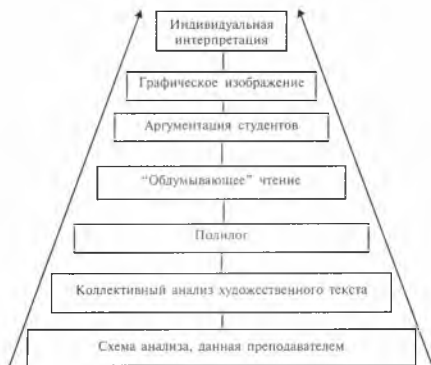 Индивидуальная
интерпретация
Графическое изображение
Аргументация студентов
“Обдумывающее” чтение
Полилог
Коллективный анализ художественного текста
Схема анализа, данная преподавателем